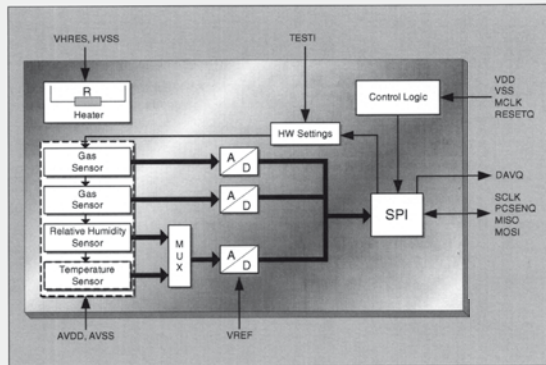 VHRES, HVSS
TESTI
R
Heater
Control Logic
VDD
VSS
MCLK
RESETQ
HW Settings
Gas
Sensor
A
D
DAVQ
Gas
Sensor
A
D
SPI
SCLK
PCSENQ
MISO
MOSI
Relative Humidity
Sensor
MUX
A
D
Temperature
Sensor
AVDD, AVSS
VREF